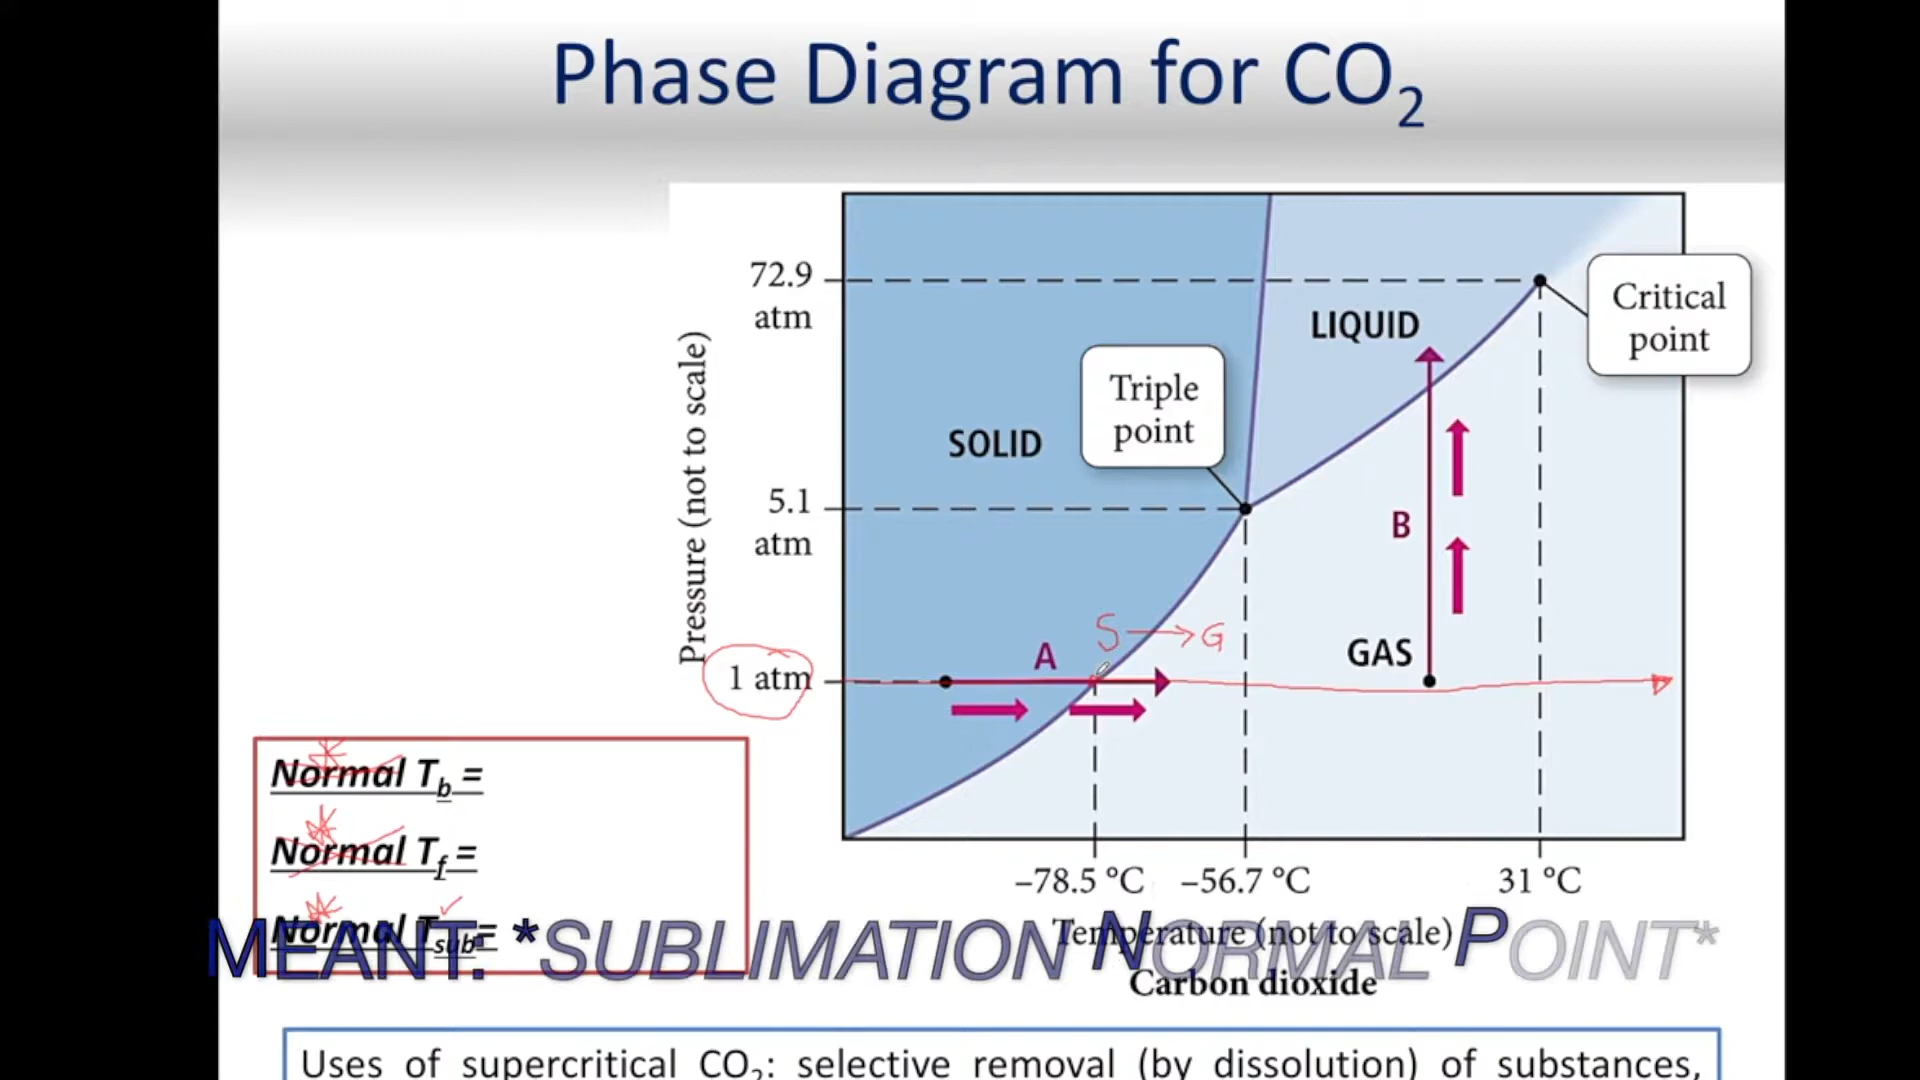 Phase Diagram for CO₂
72.9
atm
Critical
point
LIQUID
Triple
point
SOLID
Pressure (not to scale)
5.1
atm
B
S → G
A
GAS
1 atm
Normal T_b =
Normal T_f =
Normal T_sub =
-78.5 °C
-56.7 °C
31 °C
Temperature (not to scale)
MEANT: *SUBLIMATION NORMAL POINT*
Carbon dioxide
Uses of supercritical CO₂: selective removal (by dissolution) of substances,